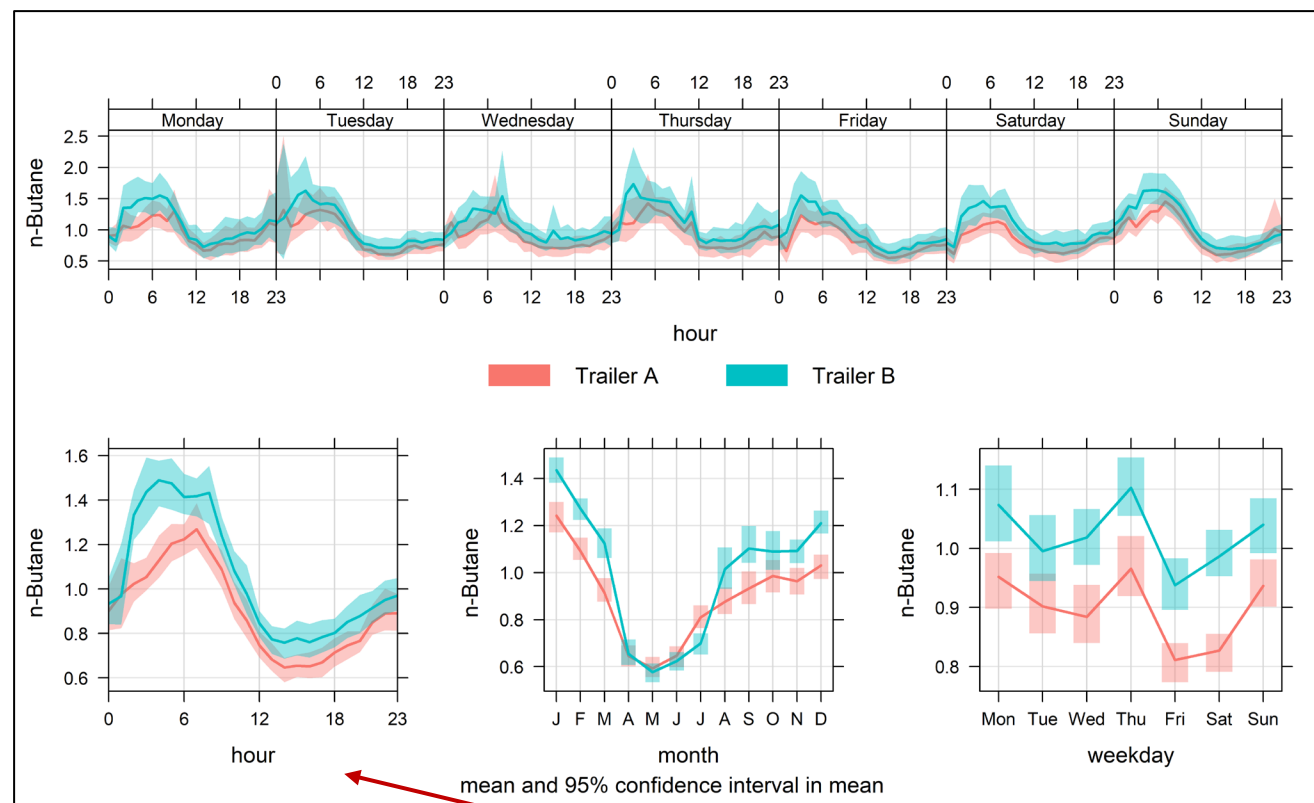 0 6 12 18 23 0 6 12 18 23 0 6 12 18 23
Monday Tuesday Wednesday Thursday Friday Saturday Sunday
2.5
2.0
1.5
1.0
0.5
n-Butane
0 6 12 18 23 0 6 12 18 23 0 6 12 18 23 0 6 12 18 23
hour
Trailer A Trailer B
1.6
1.4
1.2
1.0
0.8
0.6
n-Butane
0 6 12 18 23
hour
1.4
1.2
1.0
0.8
0.6
n-Butane
J F M A M J J A S O N D
month
1.1
1.0
0.9
0.8
n-Butane
Mon Tue Wed Thu Fri Sat Sun
weekday
mean and 95% confidence interval in mean